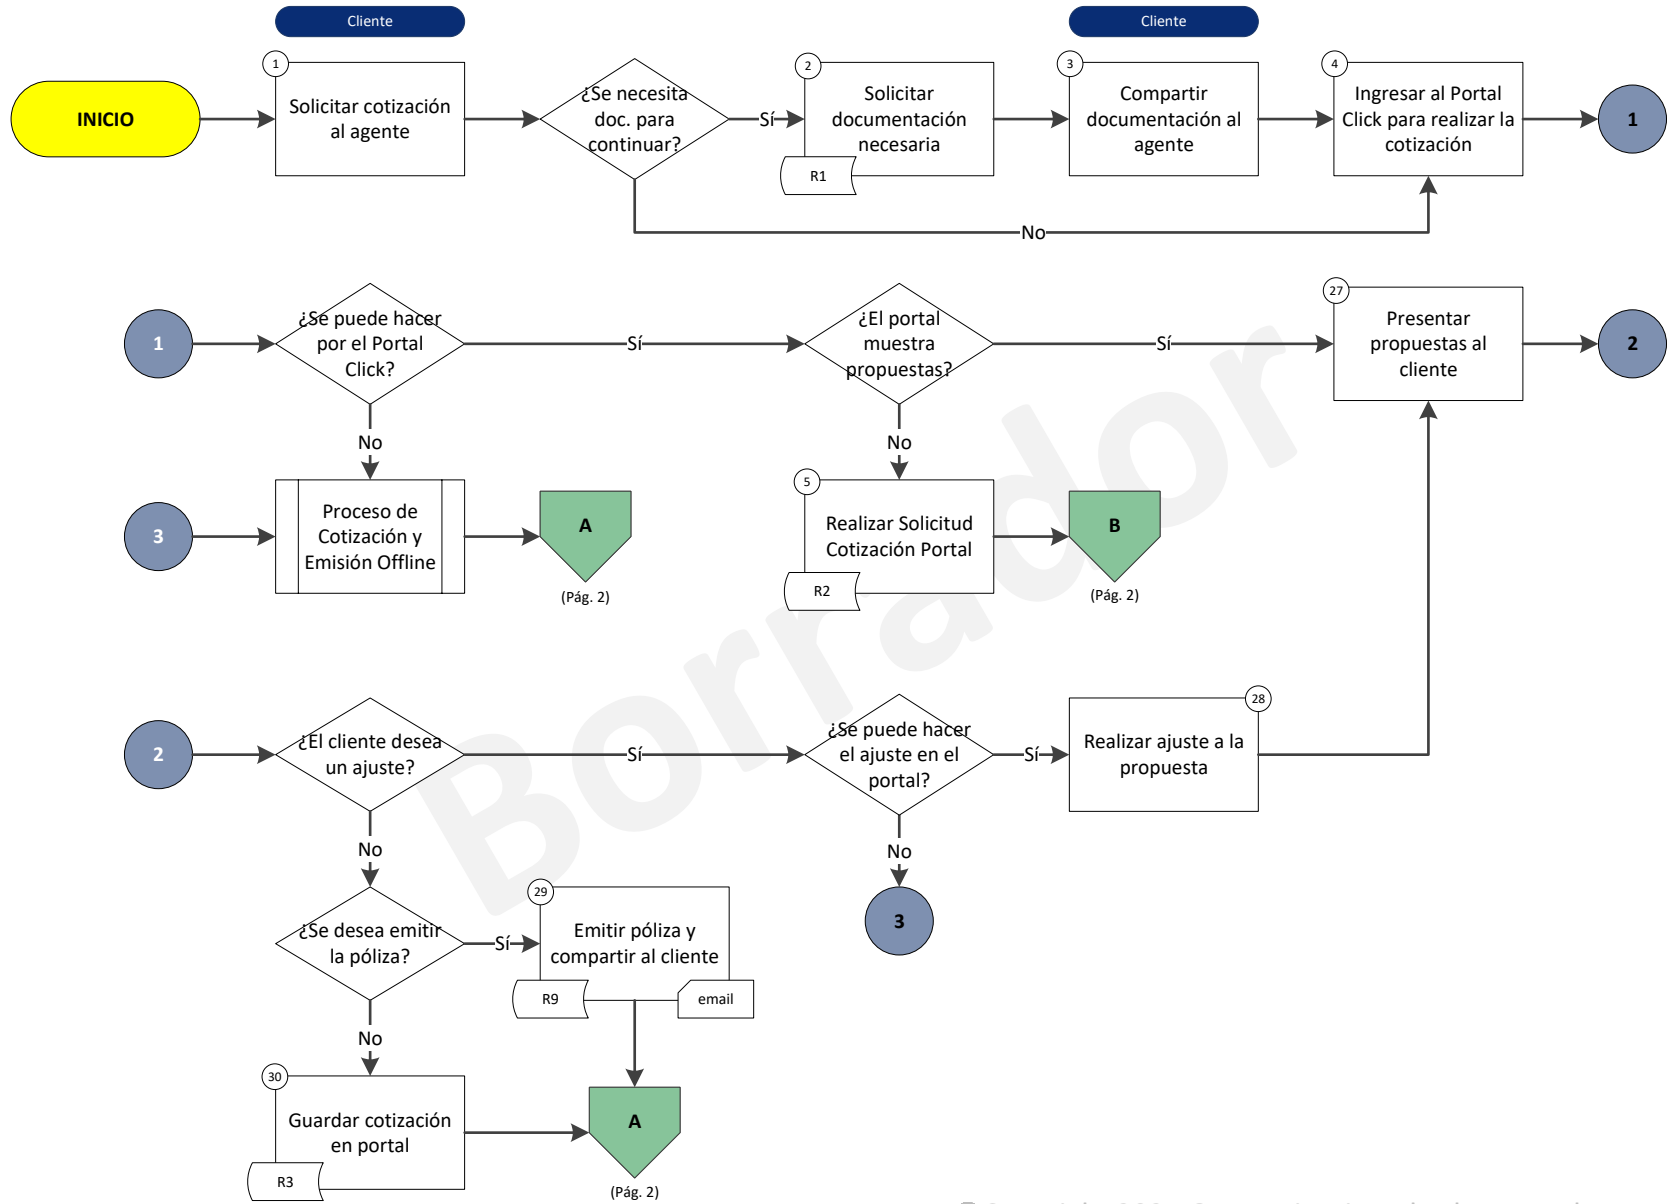 Cliente
Cliente
1
2
3
4
INICIO
Solicitar cotización
al agente
¿Se necesita
doc. para
continuar?
Sí
Solicitar
documentación
necesaria
R1
Compartir
documentación al
agente
Ingresar al Portal
Click para realizar la
cotización
1
No
27
1
¿Se puede hacer
por el Portal
Click?
Sí
¿El portal
muestra
propuestas?
Sí
Presentar
propuestas al
cliente
2
No
No
5
3
Proceso de
Cotización y
Emisión Offline
A
(Pág. 2)
Realizar Solicitud
Cotización Portal
R2
B
(Pág. 2)
Borrador
28
2
¿El cliente desea
un ajuste?
Sí
¿Se puede hacer
el ajuste en el
portal?
Sí
Realizar ajuste a la
propuesta
No
No
29
3
¿Se desea emitir
la póliza?
Sí
Emitir póliza y
compartir al cliente
R9
email
No
30
Guardar cotización
en portal
R3
A
(Pág. 2)